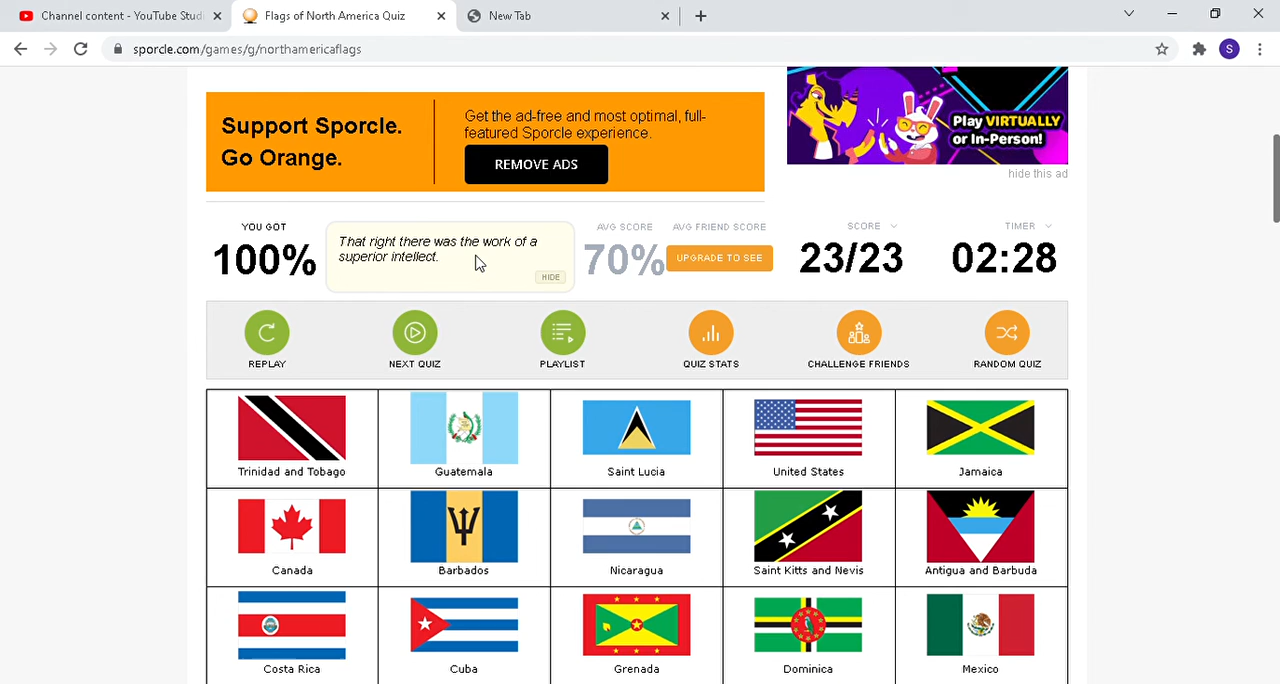 Channel content - YouTube Studi
Flags of North America Quiz
New Tab
sporcle.com/games/g/northamericaflags
S
Support Sporcle.
Go Orange.
Get the ad-free and most optimal, full-
featured Sporcle experience.
REMOVE ADS
Play VIRTUALLY
or In-Person!
hide this ad
YOU GOT
100%
That right there was the work of a
superior intellect.
HIDE
AVG SCORE
70%
AVG FRIEND SCORE
UPGRADE TO SEE
SCORE
23/23
TIMER
02:28
REPLAY
NEXT QUIZ
PLAYLIST
QUIZ STATS
CHALLENGE FRIENDS
RANDOM QUIZ
Trinidad and Tobago
Guatemala
Saint Lucia
United States
Jamaica
Canada
Barbados
Nicaragua
Saint Kitts and Nevis
Antigua and Barbuda
Costa Rica
Cuba
Grenada
Dominica
Mexico